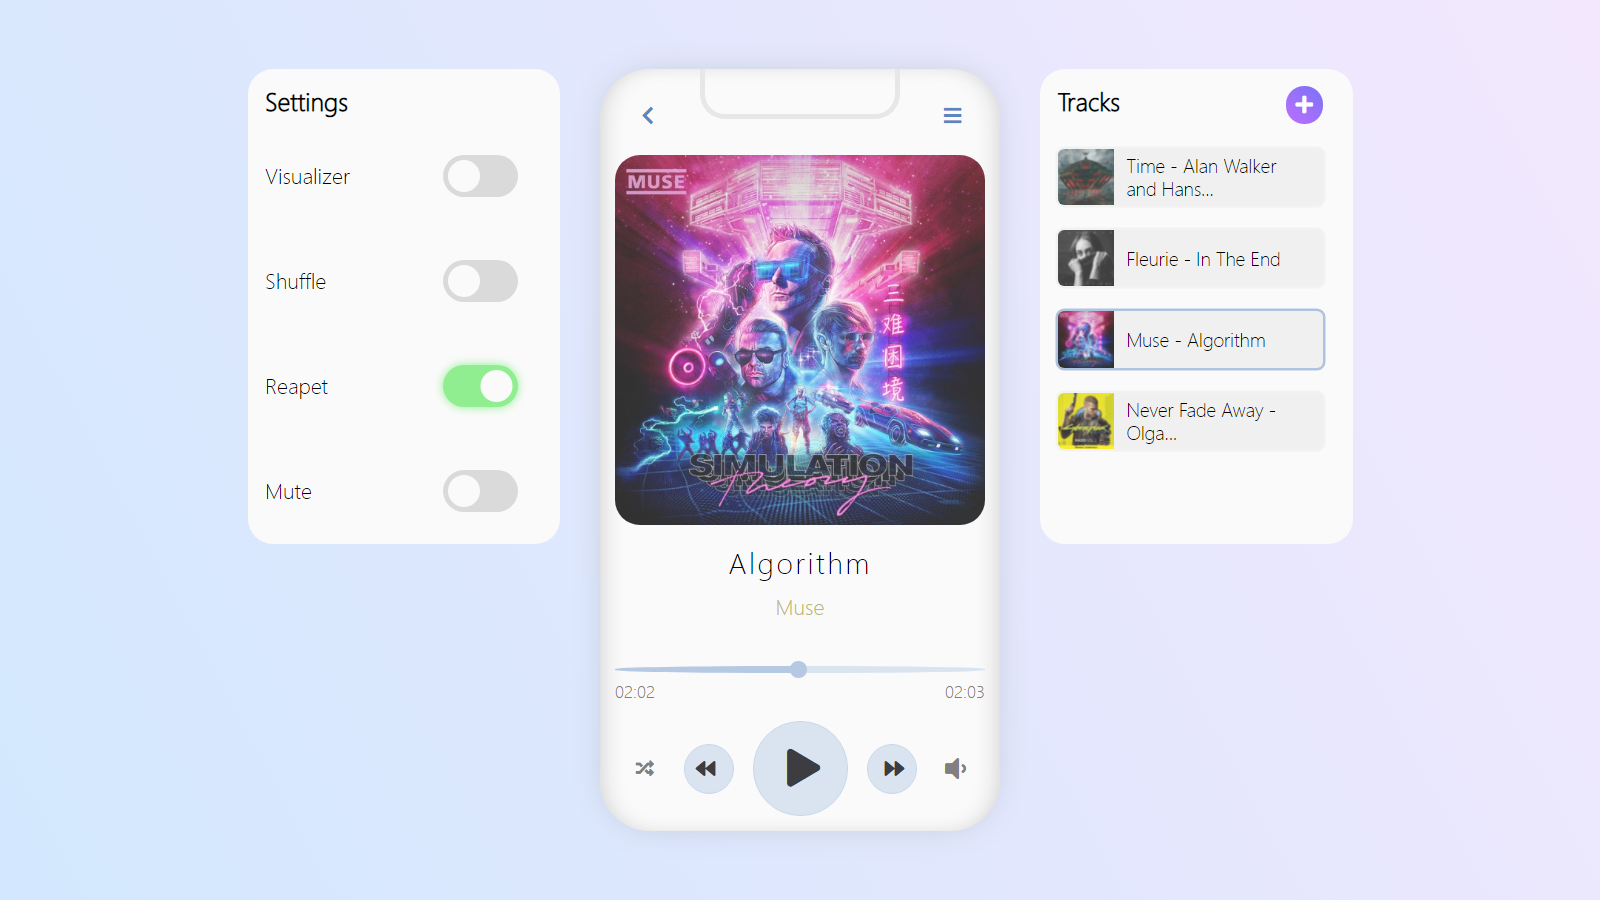 Settings
Visualizer
Shuffle
Reapet
Mute
MUSE
三
难
困
境
SIMULATION
Theory
Algorithm
Muse
02:02
02:03
Tracks
Time - Alan Walker
and Hans...
Fleurie - In The End
Muse - Algorithm
Never Fade Away -
Olga...